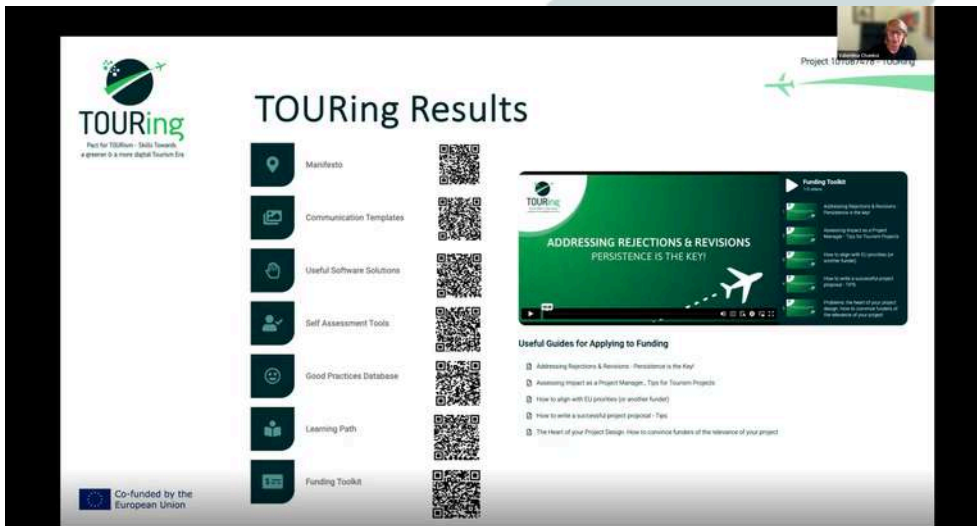 Valentina Chanina
Project 101087478 - TOURing
TOURing
Pact for TOURism - Skills Towards
a greener & a more digital Tourism Era
TOURing Results
Manifesto
Communication Templates
Useful Software Solutions
Self Assessment Tools
Good Practices Database
Learning Path
Funding Toolkit
TOURing
ADDRESSING REJECTIONS & REVISIONS
PERSISTENCE IS THE KEY!
Funding Toolkit
Addressing Rejections & Revisions
Persistence is the key!
Assessing Impact as a Project
Manager - Tips for Tourism Projects
How to align with EU priorities (or
another funder)
How to write a successful project
proposal - TIPS
Problems: the heart of your project
design. How to convince funders of
the relevance of your project
Useful Guides for Applying to Funding
Addressing Rejections & Revisions - Persistence is the Key!
Assessing Impact as a Project Manager_ Tips for Tourism Projects
How to align with EU priorities (or another funder)
How to write a successful project proposal - Tips
The Heart of your Project Design. How to convince funders of the relevance of your project
Co-funded by the
European Union